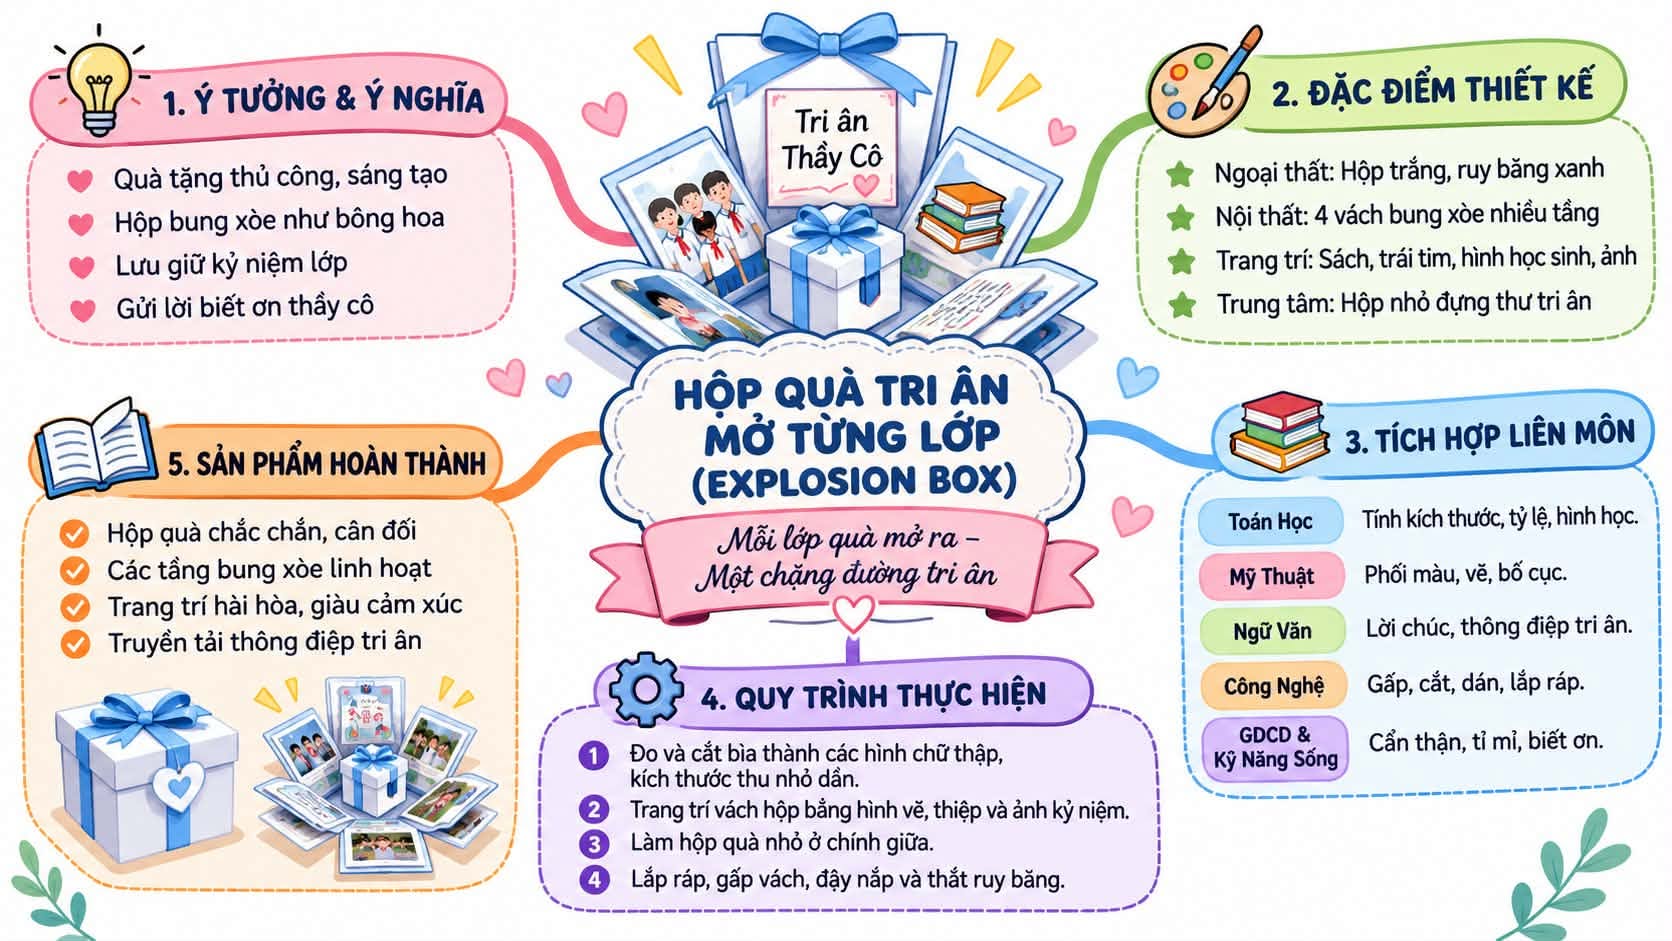 Tri ân
Thầy Cô
HỘP QUÀ TRI ÂN
MỞ TỪNG LỚP
(EXPLOSION BOX)
Mỗi lớp quà mở ra –
Một chặng đường tri ân
1. Ý TƯỞNG & Ý NGHĨA
Quà tặng thủ công, sáng tạo
Hộp bung xòe như bông hoa
Lưu giữ kỷ niệm lớp
Gửi lời biết ơn thầy cô
2. ĐẶC ĐIỂM THIẾT KẾ
Ngoại thất: Hộp trắng, ruy băng xanh
Nội thất: 4 vách bung xòe nhiều tầng
Trang trí: Sách, trái tim, hình học sinh, ảnh
Trung tâm: Hộp nhỏ đựng thư tri ân
3. TÍCH HỢP LIÊN MÔN
Toán Học Tính kích thước, tỷ lệ, hình học.
Mỹ Thuật Phối màu, vẽ, bố cục.
Ngữ Văn Lời chúc, thông điệp tri ân.
Công Nghệ Gấp, cắt, dán, lắp ráp.
GDCD &
Kỹ Năng Sống Cẩn thận, tỉ mỉ, biết ơn.
4. QUY TRÌNH THỰC HIỆN
1 Đo và cắt bìa thành các hình chữ thập,
kích thước thu nhỏ dần.
2 Trang trí vách hộp bằng hình vẽ, thiệp và ảnh kỷ niệm.
3 Làm hộp quà nhỏ ở chính giữa.
4 Lắp ráp, gấp vách, đậy nắp và thắt ruy băng.
5. SẢN PHẨM HOÀN THÀNH
Hộp quà chắc chắn, cân đối
Các tầng bung xòe linh hoạt
Trang trí hài hòa, giàu cảm xúc
Truyền tải thông điệp tri ân